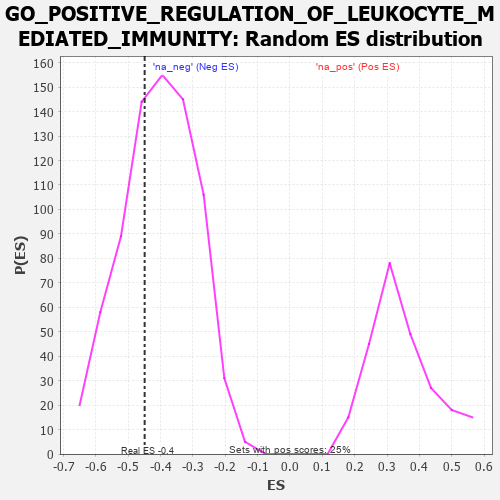 GO_POSITIVE_REGULATION_OF_LEUKOCYTE_M
EDIATED_IMMUNITY: Random ES distribution
'na_neg' (Neg ES) 'na_pos' (Pos ES)
160
150
140
130
120
110
100
90
80
70
60
50
40
30
20
10
0
P(ES)
Real ES -0.4 Sets with pos scores: 25%
-0.7 -0.6 -0.5 -0.4 -0.3 -0.2 -0.1 0.0 0.1 0.2 0.3 0.4 0.5 0.6
ES